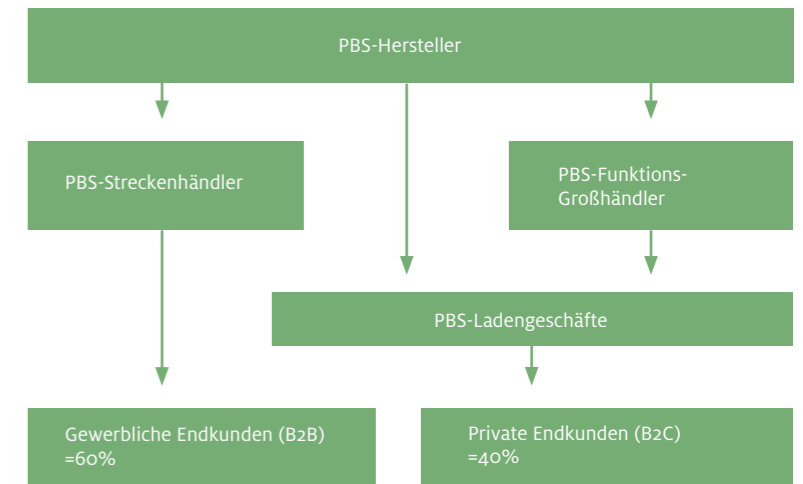 PBS-Hersteller
PBS-Streckenhändler
PBS-Funktions-
Großhändler
PBS-Ladengeschäfte
Gewerbliche Endkunden (B2B)
=60%
Private Endkunden (B2C)
=40%